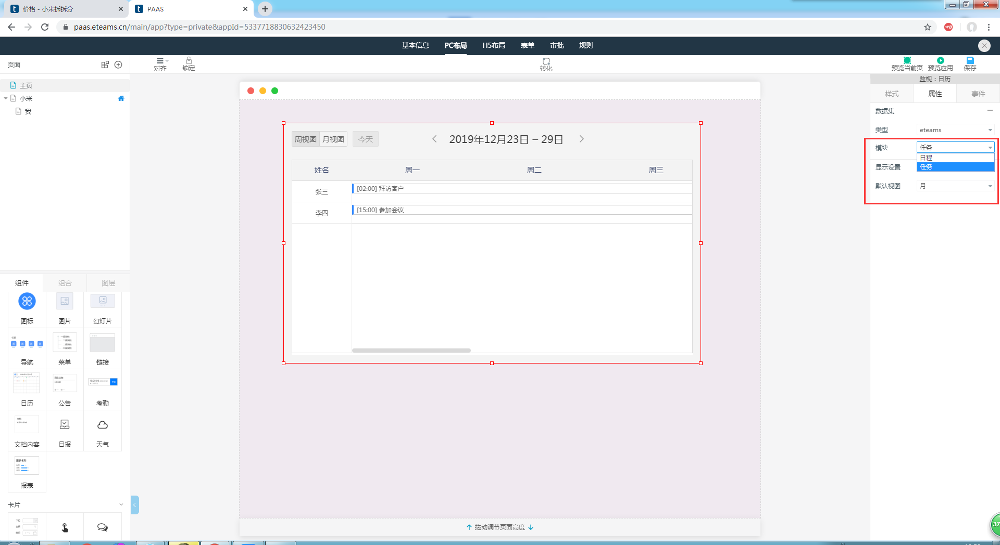 价格 - 小米拆拆分
PAAS
paas.eteams.cn/main/app?type=private&appId=5337718830632423450
基本信息 PC布局 H5布局 表单 审批 规则
页面
对齐 锁定 转化 预览当前页 预览应用 保存
主页
小米
我
监视：日历
样式 属性 事件
数据集
类型 eteams
模块 任务
日程
任务
显示设置
默认视图 月
周视图 月视图 今天 2019年12月23日 – 29日
姓名 周一 周二 周三
张三 [02:00] 拜访客户
李四 [15:00] 参加会议
拖动调节页面高度
组件 组合 图层
图标 图片 幻灯片
导航 菜单 链接
日历 公告 考勤
文档内容 日报 天气
图表名称
报表
卡片
37